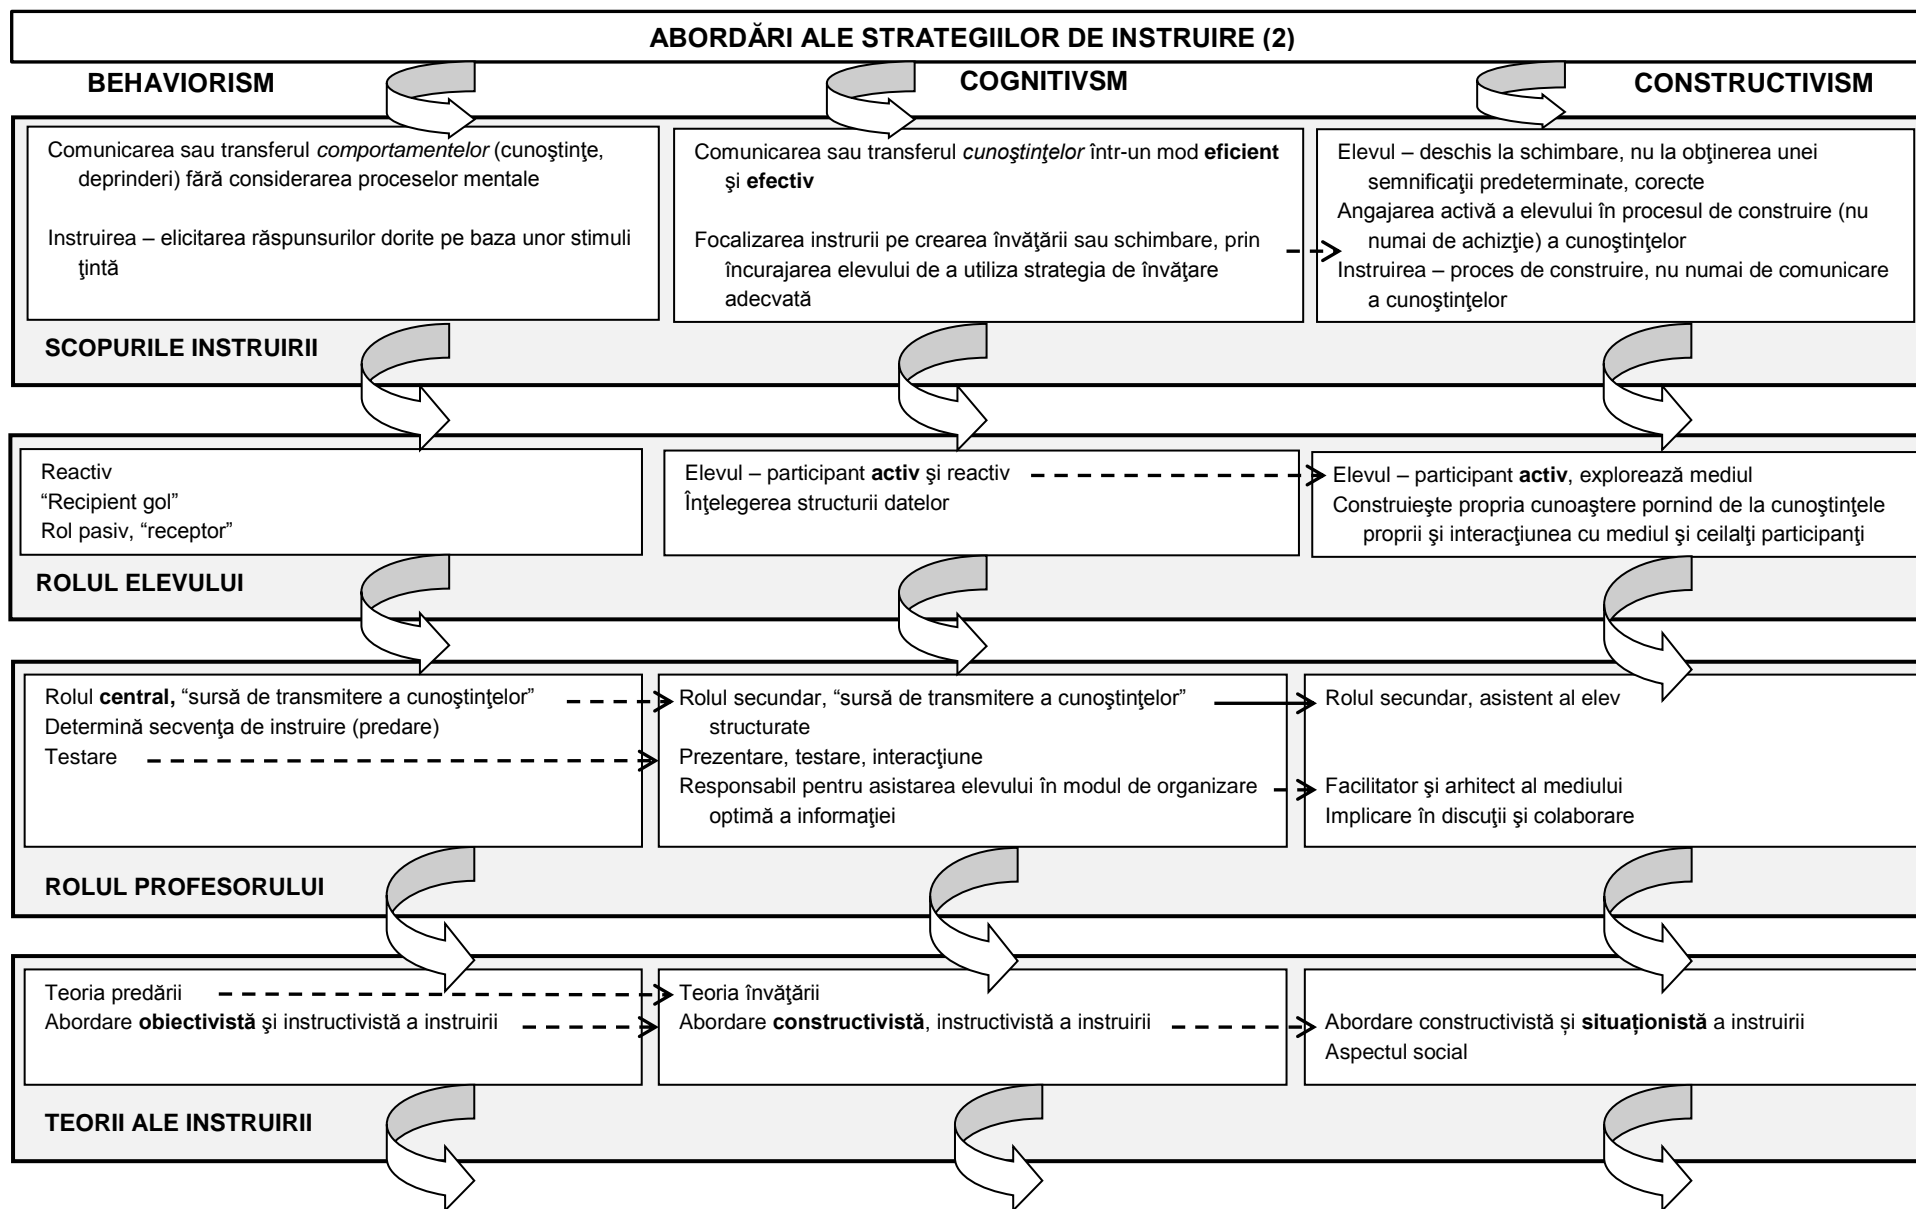 ABORDĂRI ALE STRATEGIILOR DE INSTRUIRE (2)
BEHAVIORISM
COGNITIVSM
CONSTRUCTIVISM
Comunicarea sau transferul comportamentelor (cunoştinţe,
deprinderi) fără considerarea proceselor mentale
Instruirea – elicitarea răspunsurilor dorite pe baza unor stimuli
ţintă
Comunicarea sau transferul cunoştinţelor într-un mod eficient
şi efectiv
Focalizarea instrurii pe crearea învăţării sau schimbare, prin
încurajarea elevului de a utiliza strategia de învăţare
adecvată
Elevul – deschis la schimbare, nu la obţinerea unei
semnificaţii predeterminate, corecte
Angajarea activă a elevului în procesul de construire (nu
numai de achizţie) a cunoştinţelor
Instruirea – proces de construire, nu numai de comunicare
a cunoştinţelor
SCOPURILE INSTRUIRII
Reactiv
“Recipient gol”
Rol pasiv, “receptor”
Elevul – participant activ şi reactiv
Înţelegerea structurii datelor
Elevul – participant activ, explorează mediul
Construieşte propria cunoaştere pornind de la cunoştinţele
proprii şi interacţiunea cu mediul şi ceilalţi participanţi
ROLUL ELEVULUI
Rolul central, “sursă de transmitere a cunoştinţelor”
Determină secvenţa de instruire (predare)
Testare
Rolul secundar, “sursă de transmitere a cunoştinţelor”
structurate
Prezentare, testare, interacţiune
Responsabil pentru asistarea elevului în modul de organizare
optimă a informaţiei
Rolul secundar, asistent al elev
Facilitator şi arhitect al mediului
Implicare în discuţii şi colaborare
ROLUL PROFESORULUI
Teoria predării
Abordare obiectivistă şi instructivistă a instruirii
Teoria învăţării
Abordare constructivistă, instructivistă a instruirii
Abordare constructivistă și situaționistă a instruirii
Aspectul social
TEORII ALE INSTRUIRII